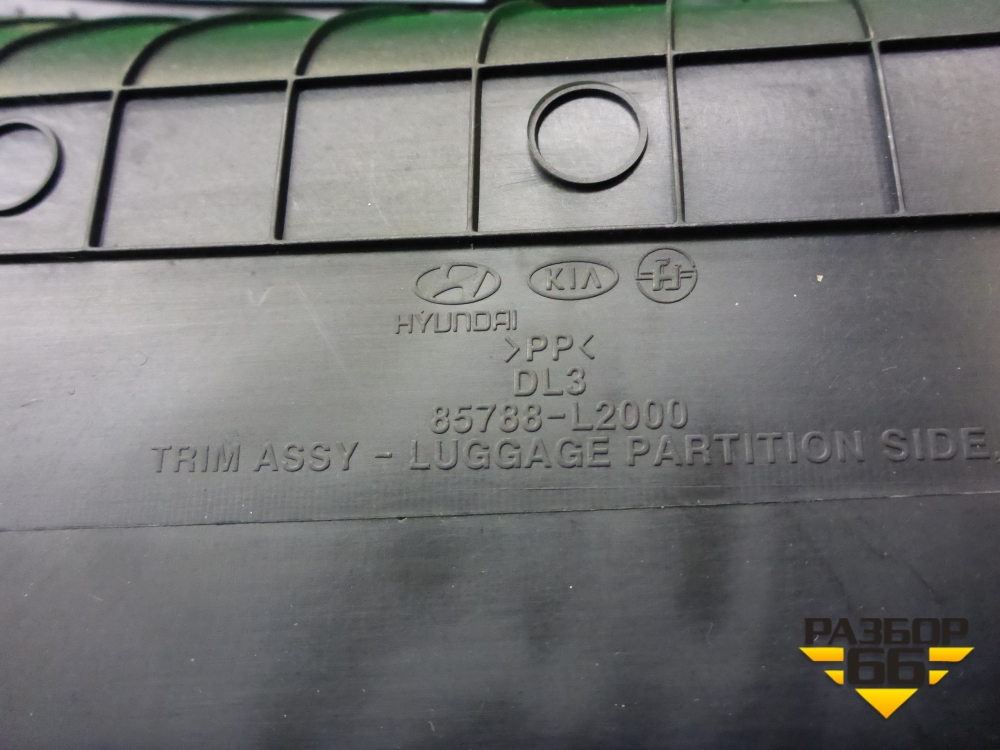 KIA
HYUNDAI
>PP<
DL3
85788-L2000
TRIM ASSY - LUGGAGE PARTITION SIDE,
РАЗБОР
66